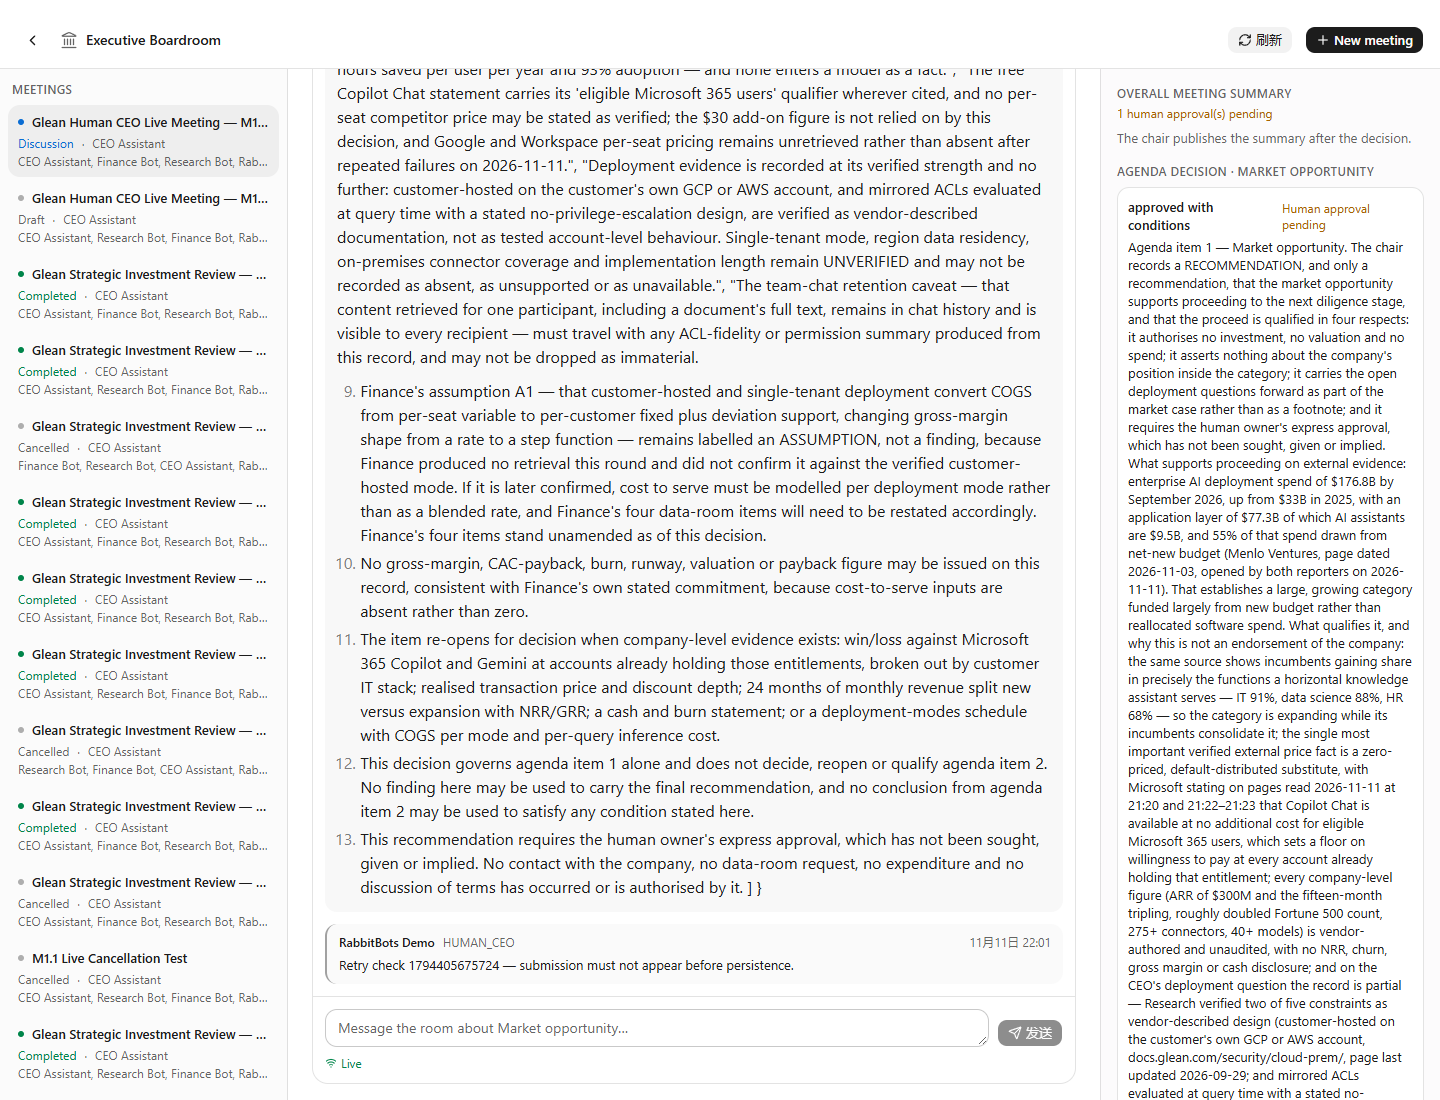 Executive Boardroom
刷新
New meeting
MEETINGS
Glean Human CEO Live Meeting — M1...
Discussion · CEO Assistant
CEO Assistant, Finance Bot, Research Bot, Rab...
Glean Human CEO Live Meeting — M1...
Draft · CEO Assistant
CEO Assistant, Research Bot, Finance Bot, Rab...
Glean Strategic Investment Review — ...
Completed · CEO Assistant
CEO Assistant, Finance Bot, Research Bot, Rab...
Glean Strategic Investment Review — ...
Completed · CEO Assistant
CEO Assistant, Research Bot, Finance Bot, Rab...
Glean Strategic Investment Review — ...
Cancelled · CEO Assistant
Finance Bot, Research Bot, CEO Assistant, Rab...
Glean Strategic Investment Review — ...
Completed · CEO Assistant
CEO Assistant, Research Bot, Finance Bot, Rab...
Glean Strategic Investment Review — ...
Completed · CEO Assistant
CEO Assistant, Research Bot, Finance Bot, Rab...
Glean Strategic Investment Review — ...
Completed · CEO Assistant
CEO Assistant, Research Bot, Finance Bot, Rab...
Glean Strategic Investment Review — ...
Cancelled · CEO Assistant
Research Bot, Finance Bot, CEO Assistant, Rab...
Glean Strategic Investment Review — ...
Completed · CEO Assistant
CEO Assistant, Research Bot, Finance Bot, Rab...
Glean Strategic Investment Review — ...
Cancelled · CEO Assistant
CEO Assistant, Finance Bot, Research Bot, Rab...
M1.1 Live Cancellation Test
Cancelled · CEO Assistant
CEO Assistant, Research Bot, Finance Bot, Rab...
Glean Strategic Investment Review — ...
Completed · CEO Assistant
CEO Assistant, Research Bot, Finance Bot, Rab...
hours saved per user per year and 93% adoption — and none enters a model as a fact.", "The free
Copilot Chat statement carries its 'eligible Microsoft 365 users' qualifier wherever cited, and no per-
seat competitor price may be stated as verified; the $30 add-on figure is not relied on by this
decision, and Google and Workspace per-seat pricing remains unretrieved rather than absent after
repeated failures on 2026-11-11.", "Deployment evidence is recorded at its verified strength and no
further: customer-hosted on the customer's own GCP or AWS account, and mirrored ACLs evaluated
at query time with a stated no-privilege-escalation design, are verified as vendor-described
documentation, not as tested account-level behaviour. Single-tenant mode, region data residency,
on-premises connector coverage and implementation length remain UNVERIFIED and may not be
recorded as absent, as unsupported or as unavailable.", "The team-chat retention caveat — that
content retrieved for one participant, including a document's full text, remains in chat history and is
visible to every recipient — must travel with any ACL-fidelity or permission summary produced from
this record, and may not be dropped as immaterial.
9. Finance's assumption A1 — that customer-hosted and single-tenant deployment convert COGS
from per-seat variable to per-customer fixed plus deviation support, changing gross-margin
shape from a rate to a step function — remains labelled an ASSUMPTION, not a finding, because
Finance produced no retrieval this round and did not confirm it against the verified customer-
hosted mode. If it is later confirmed, cost to serve must be modelled per deployment mode rather
than as a blended rate, and Finance's four data-room items will need to be restated accordingly.
Finance's four items stand unamended as of this decision.
10. No gross-margin, CAC-payback, burn, runway, valuation or payback figure may be issued on this
record, consistent with Finance's own stated commitment, because cost-to-serve inputs are
absent rather than zero.
11. The item re-opens for decision when company-level evidence exists: win/loss against Microsoft
365 Copilot and Gemini at accounts already holding those entitlements, broken out by customer
IT stack; realised transaction price and discount depth; 24 months of monthly revenue split new
versus expansion with NRR/GRR; a cash and burn statement; or a deployment-modes schedule
with COGS per mode and per-query inference cost.
12. This decision governs agenda item 1 alone and does not decide, reopen or qualify agenda item 2.
No finding here may be used to carry the final recommendation, and no conclusion from agenda
item 2 may be used to satisfy any condition stated here.
13. This recommendation requires the human owner's express approval, which has not been sought,
given or implied. No contact with the company, no data-room request, no expenditure and no
discussion of terms has occurred or is authorised by it. ] }
RabbitBots Demo HUMAN_CEO 11月11日 22:01
Retry check 1794405675724 — submission must not appear before persistence.
Message the room about Market opportunity...
发送
Live
OVERALL MEETING SUMMARY
1 human approval(s) pending
The chair publishes the summary after the decision.
AGENDA DECISION · MARKET OPPORTUNITY
approved with
conditions
Human approval
pending
Agenda item 1 — Market opportunity. The chair
records a RECOMMENDATION, and only a
recommendation, that the market opportunity
supports proceeding to the next diligence stage,
and that the proceed is qualified in four respects:
it authorises no investment, no valuation and no
spend; it asserts nothing about the company's
position inside the category; it carries the open
deployment questions forward as part of the
market case rather than as a footnote; and it
requires the human owner's express approval,
which has not been sought, given or implied.
What supports proceeding on external evidence:
enterprise AI deployment spend of $176.8B by
September 2026, up from $33B in 2025, with an
application layer of $77.3B of which AI assistants
are $9.5B, and 55% of that spend drawn from
net-new budget (Menlo Ventures, page dated
2026-11-03, opened by both reporters on 2026-
11-11). That establishes a large, growing category
funded largely from new budget rather than
reallocated software spend. What qualifies it, and
why this is not an endorsement of the company:
the same source shows incumbents gaining share
in precisely the functions a horizontal knowledge
assistant serves — IT 91%, data science 88%, HR
68% — so the category is expanding while its
incumbents consolidate it; the single most
important verified external price fact is a zero-
priced, default-distributed substitute, with
Microsoft stating on pages read 2026-11-11 at
21:20 and 21:22–21:23 that Copilot Chat is
available at no additional cost for eligible
Microsoft 365 users, which sets a floor on
willingness to pay at every account already
holding that entitlement; every company-level
figure (ARR of $300M and the fifteen-month
tripling, roughly doubled Fortune 500 count,
275+ connectors, 40+ models) is vendor-
authored and unaudited, with no NRR, churn,
gross margin or cash disclosure; and on the
CEO's deployment question the record is partial
— Research verified two of five constraints as
vendor-described design (customer-hosted on
the customer's own GCP or AWS account,
docs.glean.com/security/cloud-prem/, page last
updated 2026-09-29; and mirrored ACLs
evaluated at query time with a stated no-